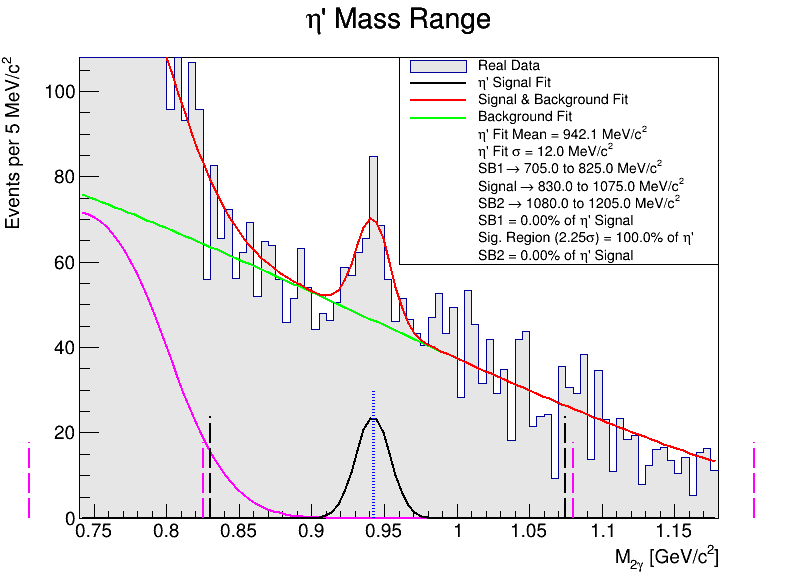 η' Mass Range
Events per 5 MeV/c²
Real Data
η' Signal Fit
Signal & Background Fit
Background Fit
η' Fit Mean = 942.1 MeV/c²
η' Fit σ = 12.0 MeV/c²
SB1 → 705.0 to 825.0 MeV/c²
Signal → 830.0 to 1075.0 MeV/c²
SB2 → 1080.0 to 1205.0 MeV/c²
SB1 = 0.00% of η' Signal
Sig. Region (2.25σ) = 100.0% of η'
SB2 = 0.00% of η' Signal
100
80
60
40
20
0
0.75 0.8 0.85 0.9 0.95 1 1.05 1.1 1.15
M₂γ [GeV/c²]